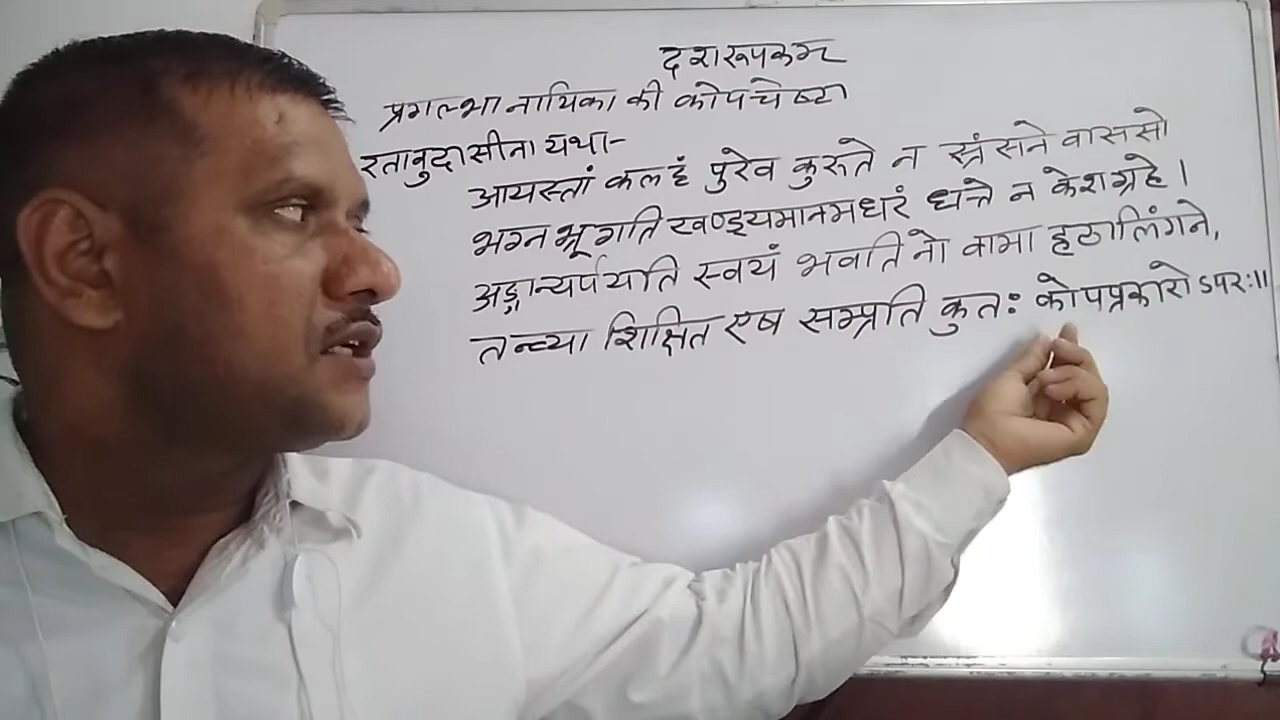 दशरूपकम्
प्रगल्भा नायिका की कोपचेष्टा
रतावुदासीना यथा-
आयस्तां कलहं पुरेव कुरुते न स्त्रंसने वाससो
भग्नभ्रूगति खण्ड्यमानमधरं धत्ते न केशग्रहे ।
अङ्गान्यर्पयति स्वयं भवति नो वामा हठालिंगने,
तन्व्या शिक्षित एष सम्प्रति कुतः कोपप्रकारोऽपरः॥